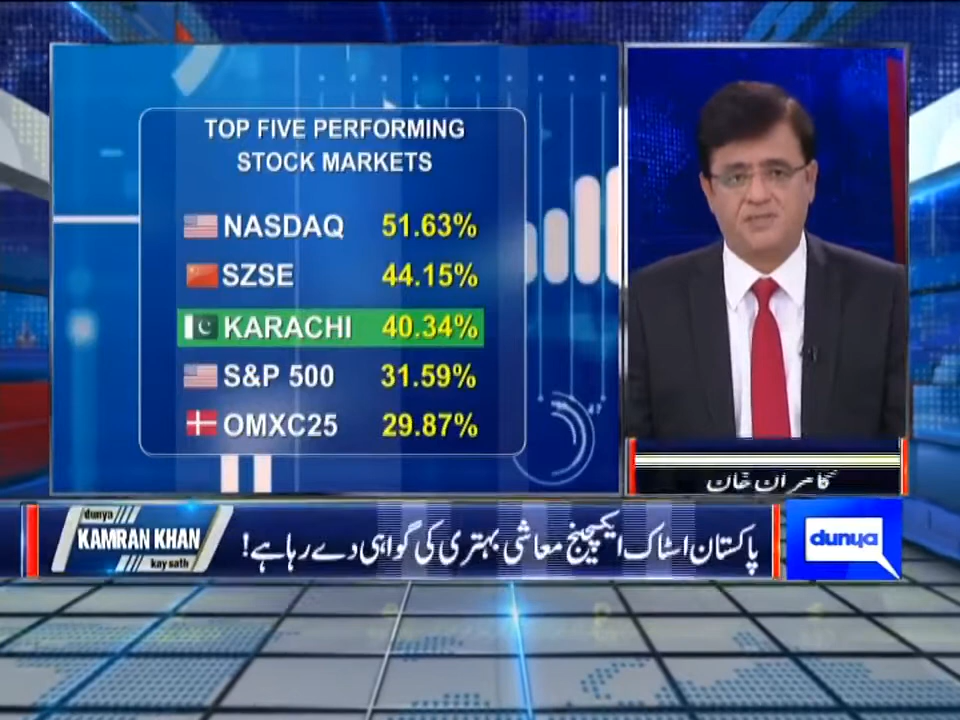 TOP FIVE PERFORMING
STOCK MARKETS
NASDAQ 51.63%
SZSE 44.15%
KARACHI 40.34%
S&P 500 31.59%
OMXC25 29.87%
کامران خان
dunya
KAMRAN KHAN
kay sath
پاکستان اسٹاک ایکسچینج معاشی بہتری کی گواہی دے رہا ہے!
dunya